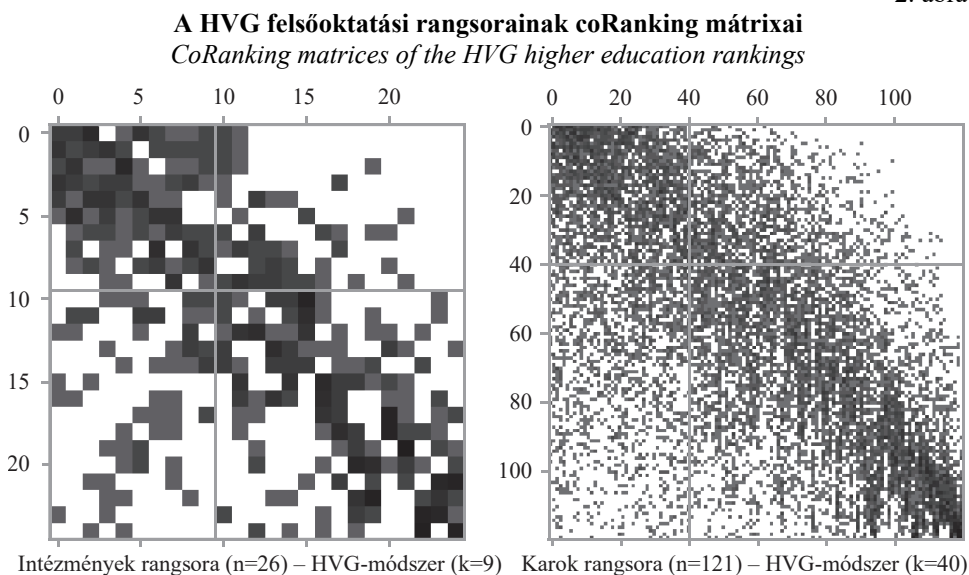 2. ábra
A HVG felsőoktatási rangsorainak coRanking mátrixai
CoRanking matrices of the HVG higher education rankings
0 5 10 15 20
0 20 40 60 80 100
0
5
10
15
20
0
20
40
60
80
100
Intézmények rangsora (n=26) – HVG-módszer (k=9)
Karok rangsora (n=121) – HVG-módszer (k=40)